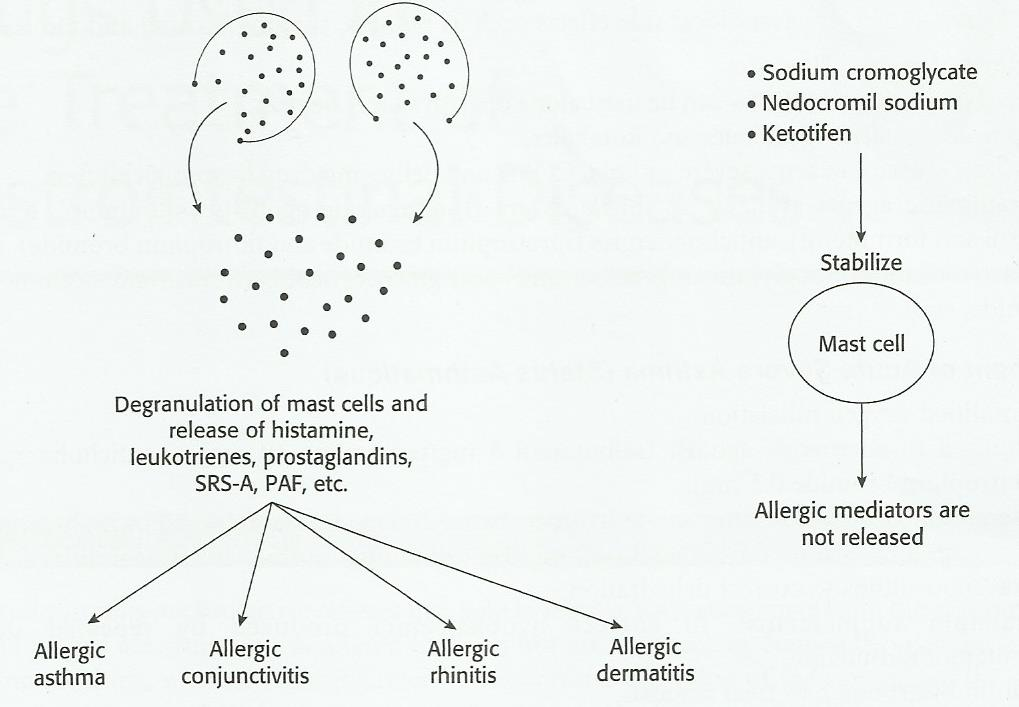 • Sodium cromoglycate
• Nedocromil sodium
• Ketotifen
Stabilize
Mast cell
Allergic mediators are
not released
Degranulation of mast cells and
release of histamine,
leukotrienes, prostaglandins,
SRS-A, PAF, etc.
Allergic
asthma
Allergic
conjunctivitis
Allergic
rhinitis
Allergic
dermatitis